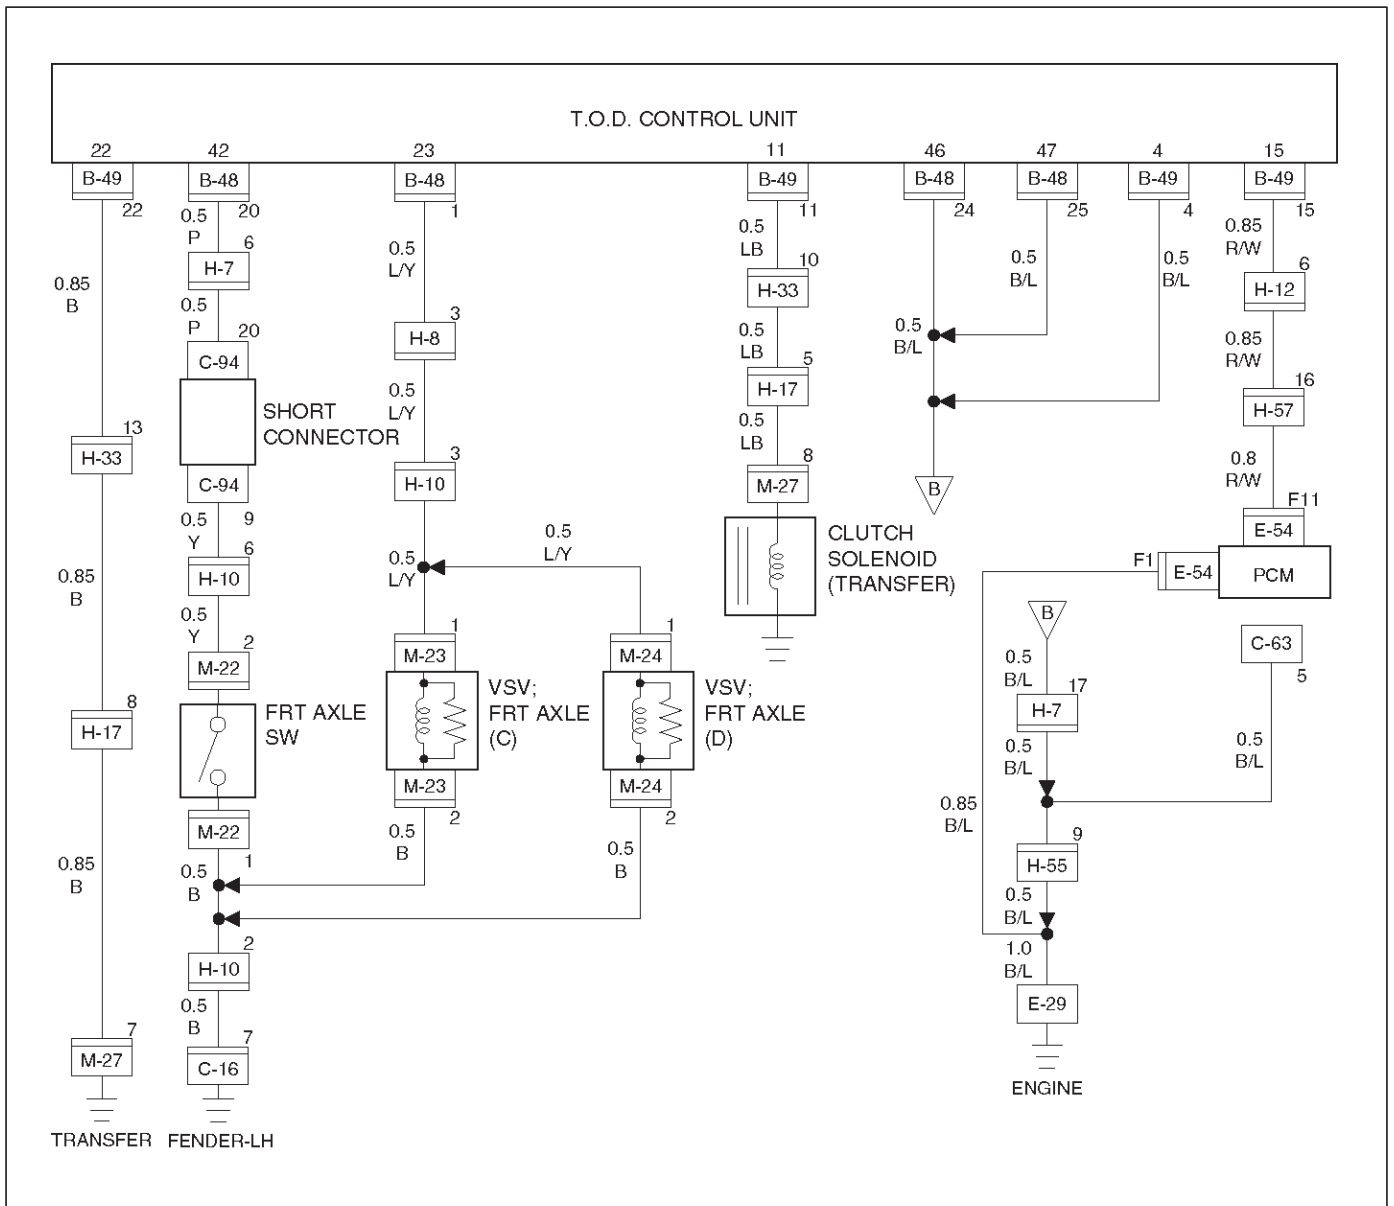 T.O.D. CONTROL UNIT
22 42 23 11 46 47 4 15
B-49 B-48 B-48 B-49 B-48 B-48 B-49 B-49
22 20 1 11 24 25 4 15
0.5
P
6
H-7
0.5
P
20
C-94
SHORT
CONNECTOR
C-94
9
0.5
Y
6
H-10
0.5
Y
2
M-22
FRT AXLE
SW
M-22
1
0.5
B
2
H-10
0.5
B
7
C-16
FENDER-LH
0.85
B
13
H-33
0.85
B
8
H-17
0.85
B
7
M-27
TRANSFER
0.5
L/Y
3
H-8
0.5
L/Y
3
H-10
0.5
L/Y
0.5
L/Y
1
M-23
VSV;
FRT AXLE
(C)
M-23
2
0.5
B
1
M-24
VSV;
FRT AXLE
(D)
M-24
2
0.5
B
0.5
LB
10
H-33
0.5
LB
5
H-17
0.5
LB
8
M-27
CLUTCH
SOLENOID
(TRANSFER)
0.5
B/L
0.5
B/L
0.5
B/L
B
0.85
R/W
6
H-12
0.85
R/W
16
H-57
0.8
R/W
F11
E-54
F1
E-54
PCM
C-63
5
0.5
B/L
B
0.5
B/L
17
H-7
0.5
B/L
0.85
B/L
9
H-55
0.5
B/L
1.0
B/L
E-29
ENGINE